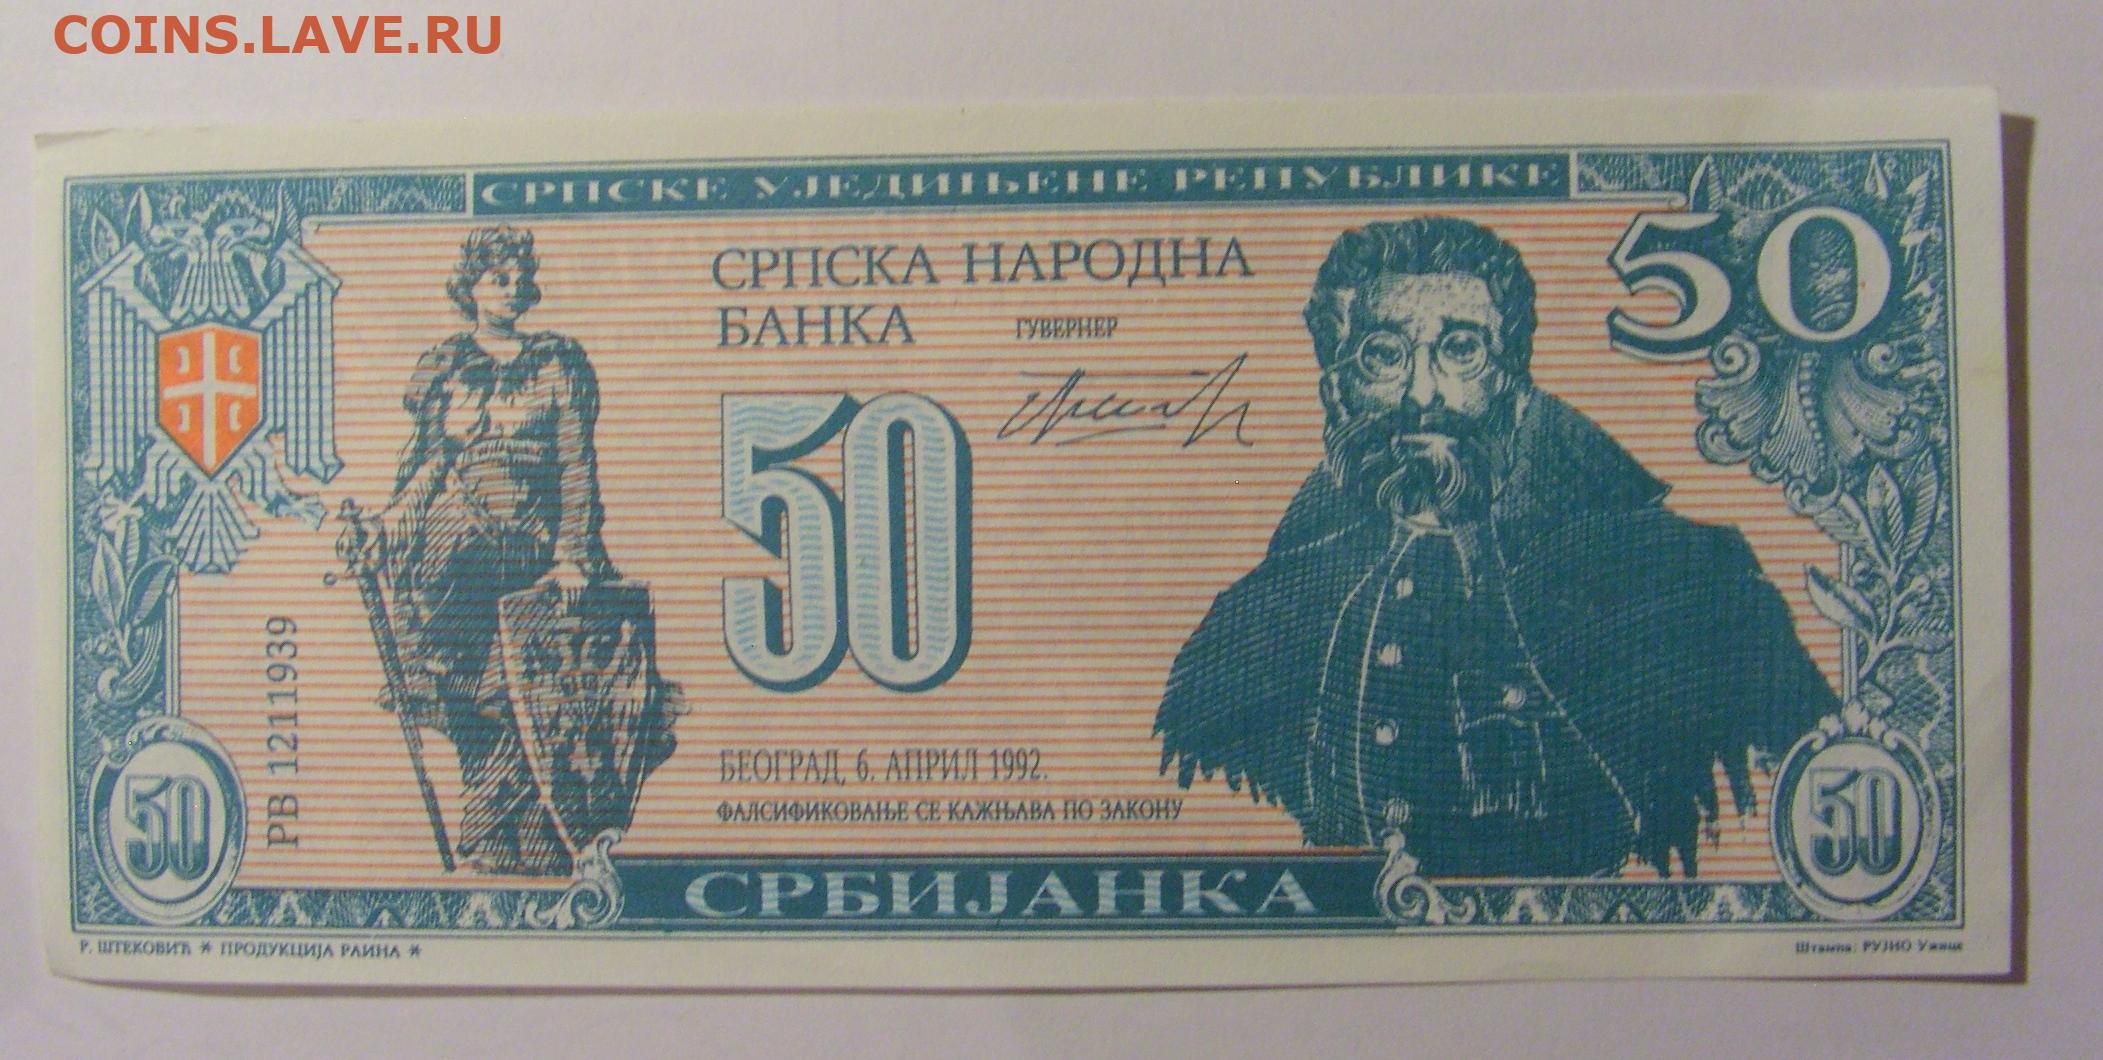 COINS.LAVE.RU
СРПСКЕ УЈЕДИЊЕНЕ РЕПУБЛИКЕ
50
СРПСКА НАРОДНА
БАНКА
ГУВЕРНЕР
50
РВ 1211939
БЕОГРАД, 6. АПРИЛ 1992.
ФАЛСИФИКОВАЊЕ СЕ КАЖЊАВА ПО ЗАКОНУ
50
50
СРБИЈАНКА
Р. ШТЕКОВИЋ * ПРОДУКЦИЈА РАИНА *
Штампа: РУЈНО Ужице